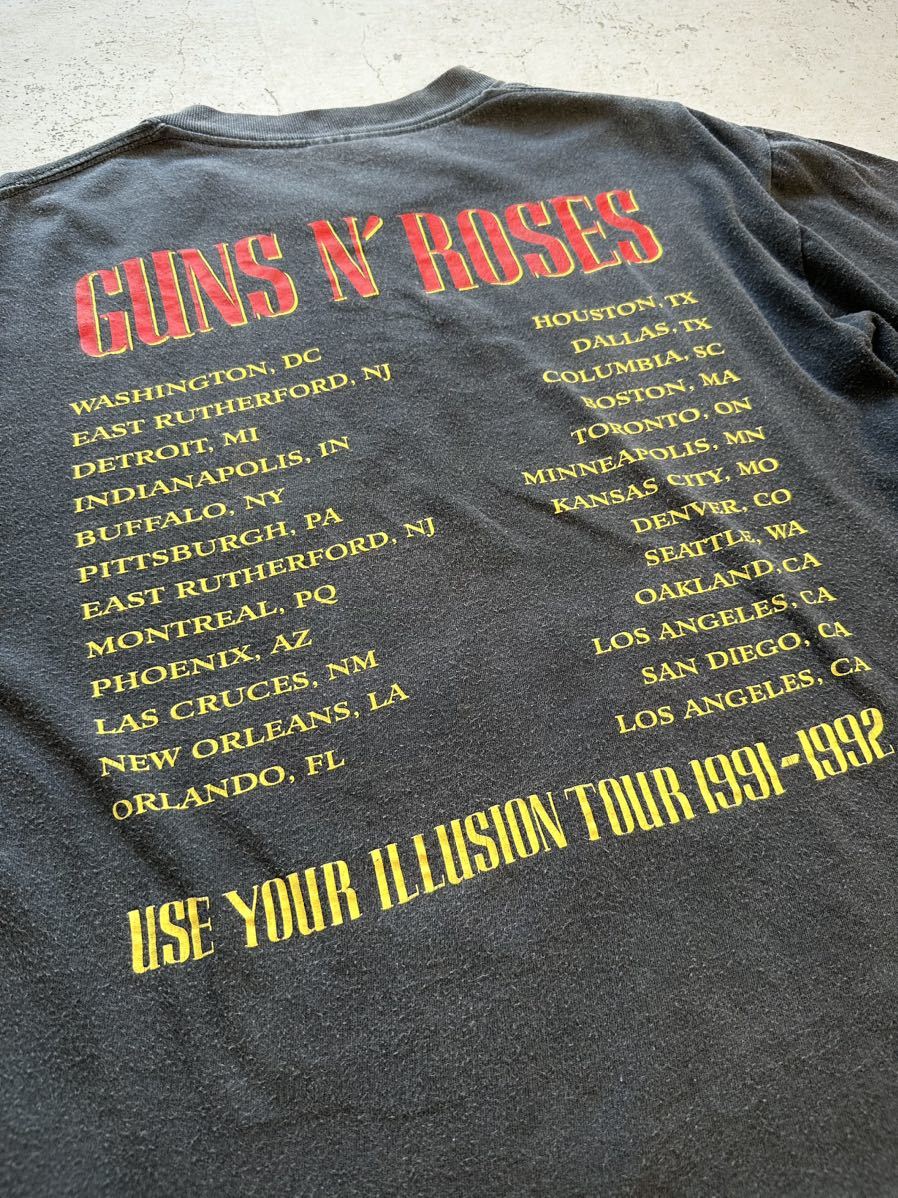 GUNS N' ROSES
WASHINGTON, DC
EAST RUTHERFORD, NJ
DETROIT, MI
INDIANAPOLIS, IN
BUFFALO, NY
PITTSBURGH, PA
EAST RUTHERFORD, NJ
MONTREAL, PQ
PHOENIX, AZ
LAS CRUCES, NM
NEW ORLEANS, LA
ORLANDO, FL
HOUSTON, TX
DALLAS, TX
COLUMBIA, SC
BOSTON, MA
TORONTO, ON
MINNEAPOLIS, MN
KANSAS CITY, MO
DENVER, CO
SEATTLE, WA
OAKLAND, CA
LOS ANGELES, CA
SAN DIEGO, CA
LOS ANGELES, CA
USE YOUR ILLUSION TOUR 1991-1992